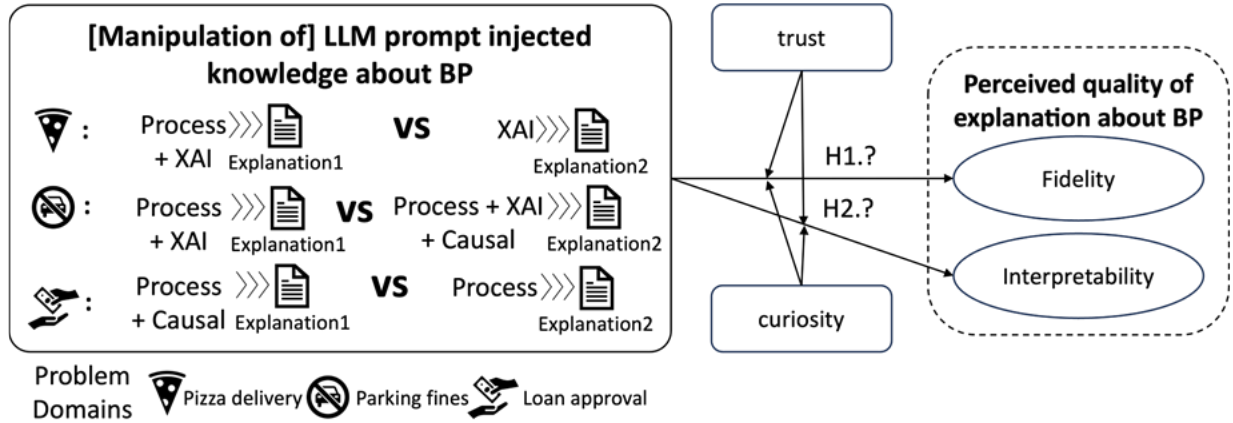 [Manipulation of] LLM prompt injected
knowledge about BP
: Process + XAI Explanation1 VS XAI Explanation2
: Process + XAI Explanation1 VS Process + XAI + Causal Explanation2
: Process + Causal Explanation1 VS Process Explanation2
trust
curiosity
H1.?
H2.?
Perceived quality of
explanation about BP
Fidelity
Interpretability
Problem
Domains
Pizza delivery Parking fines Loan approval